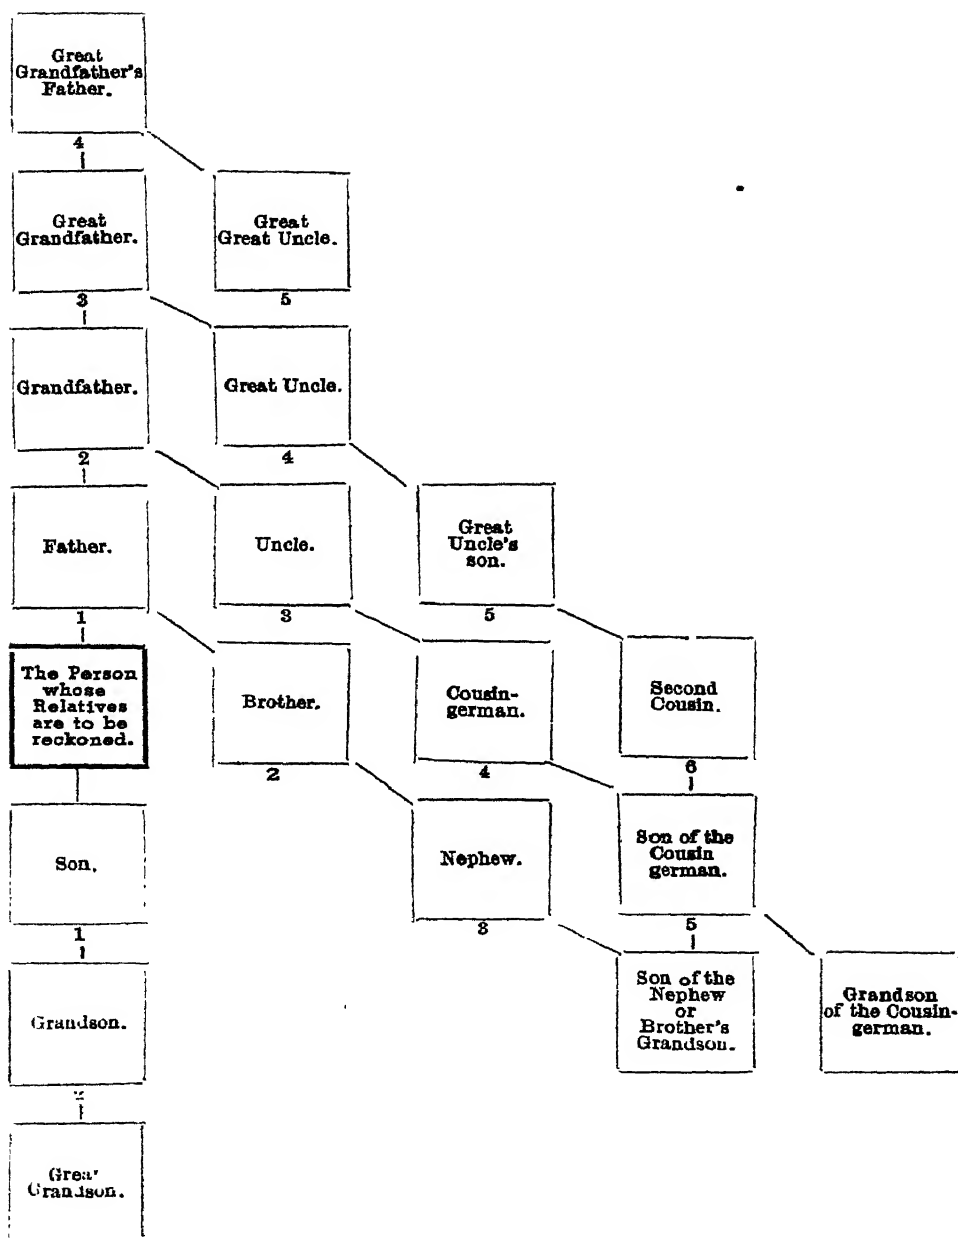 Great
Grandfather's
Father.
4
Great
Grandfather.
Great
Great Uncle.
3
5
Grandfather.
Great Uncle.
2
4
Father.
Uncle.
Great
Uncle's
son.
1
3
5
The Person
whose
Relatives
are to be
reckoned.
Brother.
Cousin-
german.
Second
Cousin.
2
4
6
Son.
Nephew.
Son of the
Cousin
german.
1
3
5
Grandson.
Son of the
Nephew
or
Brother's
Grandson.
Grandson
of the Cousin-
german.
2
Great
Grandson.